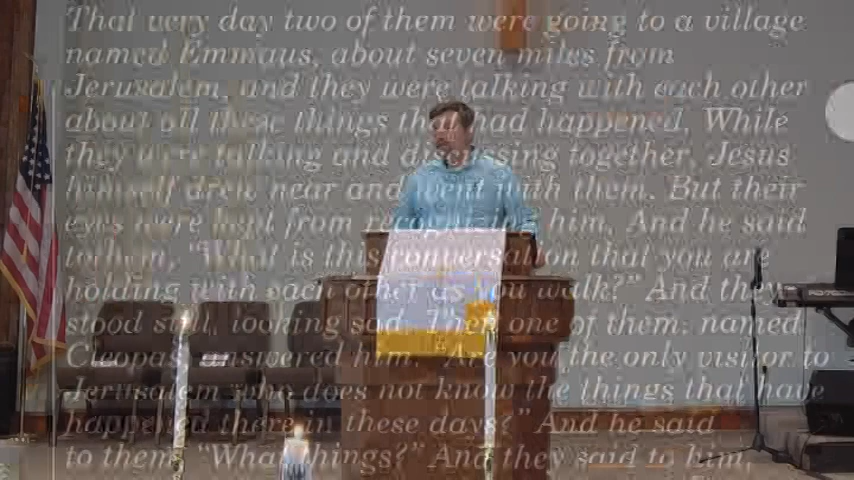 That very day two of them were going to a village
named Emmaus, about seven miles from
Jerusalem, and they were talking with each other
about all these things that had happened. While
they were talking and discussing together, Jesus
himself drew near and went with them. But their
eyes were kept from recognizing him. And he said
to them, "What is this conversation that you are
holding with each other as you walk?" And they
stood still, looking sad. Then one of them, named
Cleopas, answered him, "Are you the only visitor to
Jerusalem who does not know the things that have
happened there in these days?" And he said
to them, "What things?" And they said to him,